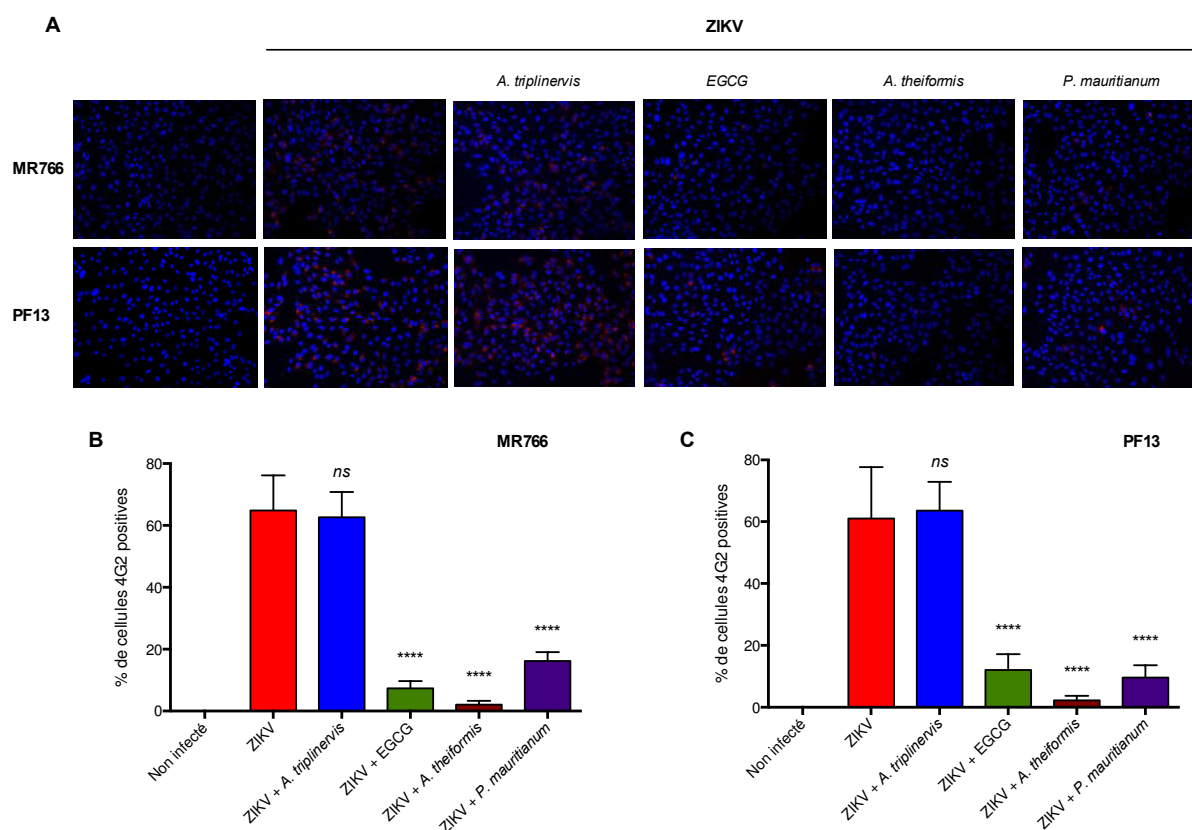 A
ZIKV
A. triplinervis EGCG A. theiformis P. mauritianum
MR766
PF13
B MR766
% de cellules 4G2 positives
80
60
40
20
0
ns
****
****
****
Non infecté
ZIKV
ZIKV + A. triplinervis
ZIKV + EGCG
ZIKV + A. theiformis
ZIKV + P. mauritianum
C PF13
% de cellules 4G2 positives
80
60
40
20
0
ns
****
****
****
Non infecté
ZIKV
ZIKV + A. triplinervis
ZIKV + EGCG
ZIKV + A. theiformis
ZIKV + P. mauritianum